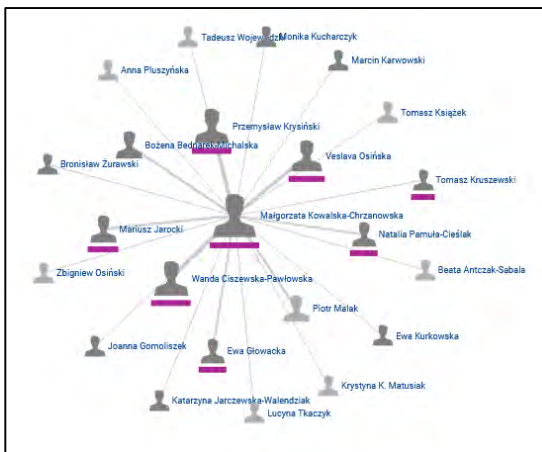 Tadeusz Wojewódzki
Monika Kucharczyk
Marcin Karwowski
Anna Pluszyńska
Tomasz Książek
Przemysław Krysiński
Bożena Bednarek-Michalska
Veslava Osińska
Bronisław Żurawski
Tomasz Kruszewski
Małgorzata Kowalska-Chrzanowska
Mariusz Jarocki
Natalia Pamuła-Cieślak
Zbigniew Osiński
Beata Antczak-Sabala
Wanda Ciszewska-Pawłowska
Piotr Malak
Ewa Kurkowska
Joanna Gomoliszek
Ewa Głowacka
Krystyna K. Matusiak
Katarzyna Jarczewska-Walendziak
Lucyna Tkaczyk